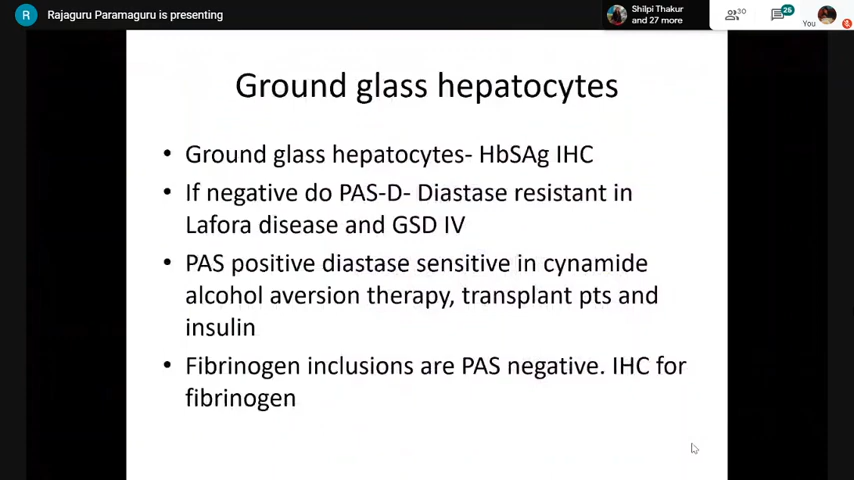 R Rajaguru Paramaguru is presenting
Shilpi Thakur
and 27 more
30
26
You
Ground glass hepatocytes
• Ground glass hepatocytes- HbSAg IHC
• If negative do PAS-D- Diastase resistant in
Lafora disease and GSD IV
• PAS positive diastase sensitive in cynamide
alcohol aversion therapy, transplant pts and
insulin
• Fibrinogen inclusions are PAS negative. IHC for
fibrinogen